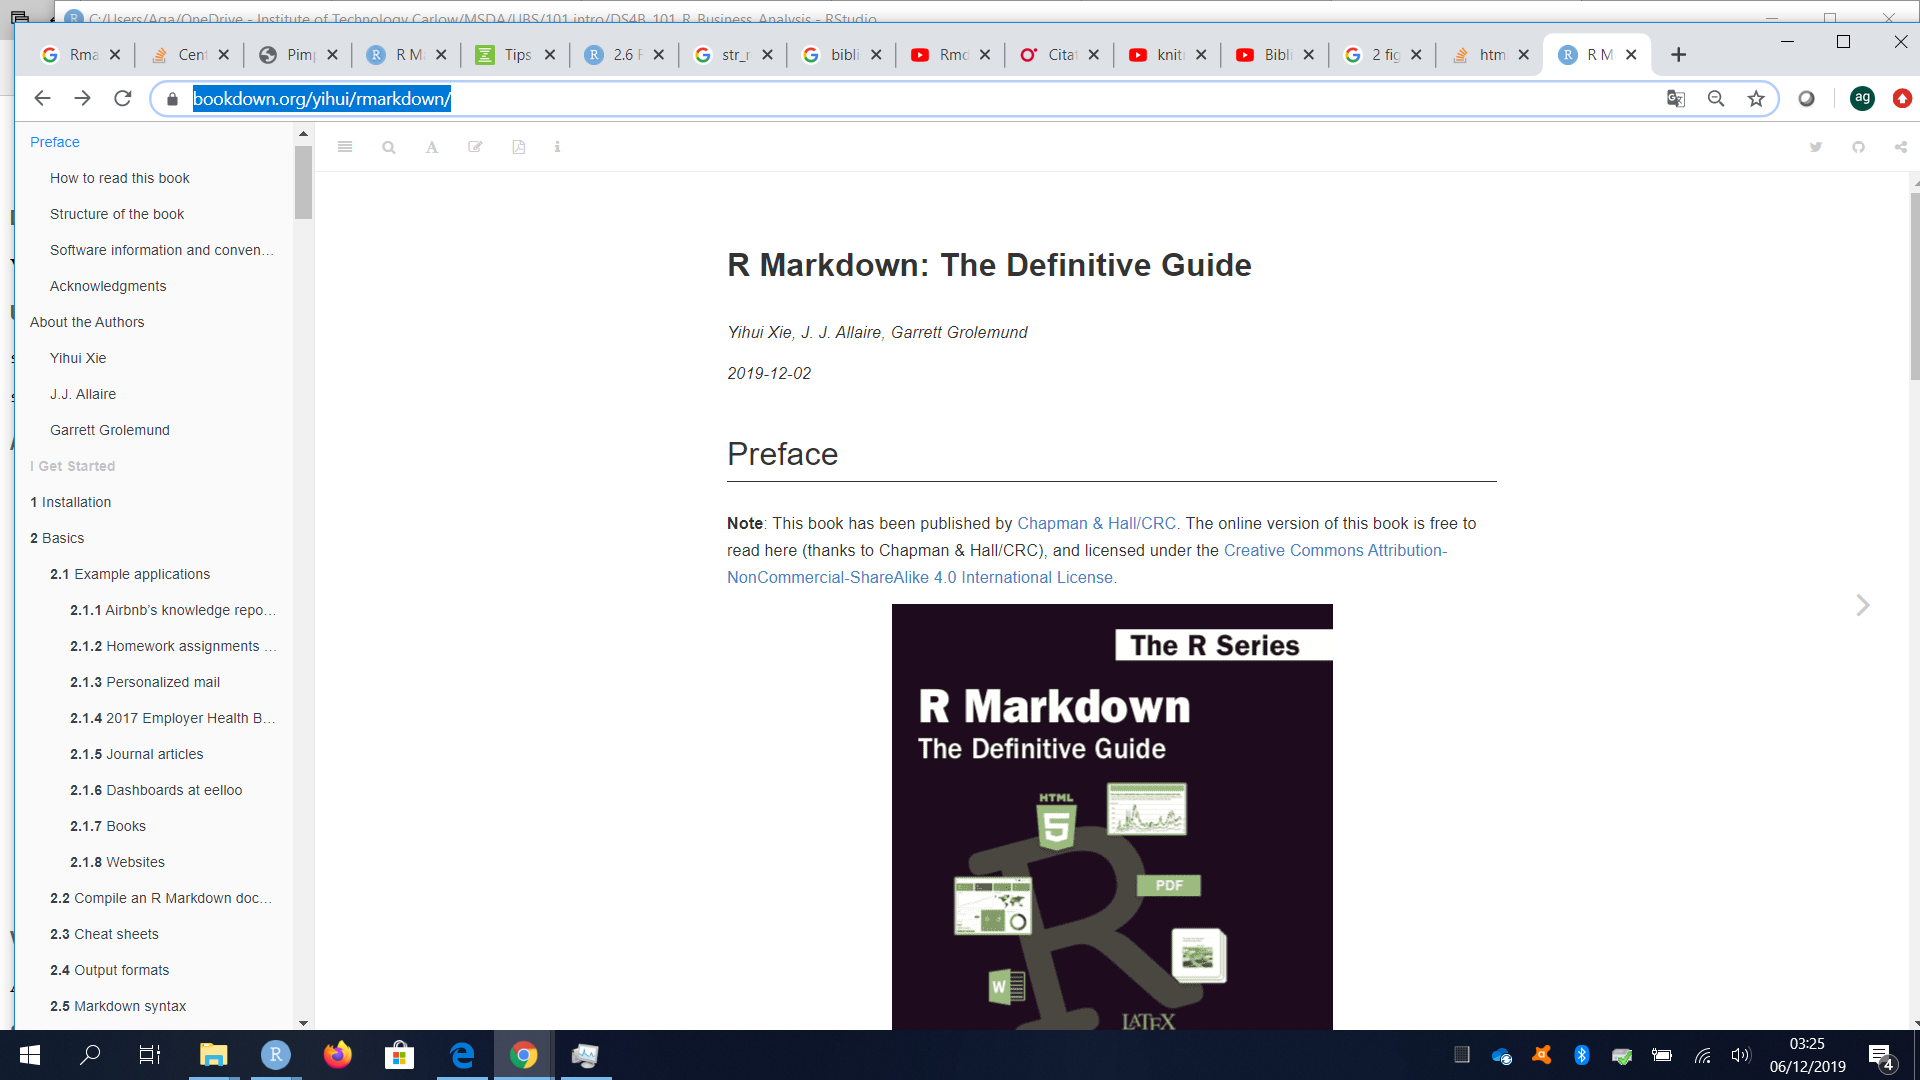 C:/Users/Aga/OneDrive - Institute of Technology Carlow/MSDA/UBS/101 intro/DS4B_101_R_Business_Analysis - RStudio
Rma
Cent
Pimp
R Ma
Tips
2.6 F
str_r
bibli
Rmd
Citat
knitr
Bibli
2 fig
html
R M
bookdown.org/yihui/rmarkdown/
ag
Preface
How to read this book
Structure of the book
Software information and conven…
Acknowledgments
About the Authors
Yihui Xie
J.J. Allaire
Garrett Grolemund
I Get Started
1 Installation
2 Basics
2.1 Example applications
2.1.1 Airbnb’s knowledge repo…
2.1.2 Homework assignments …
2.1.3 Personalized mail
2.1.4 2017 Employer Health B…
2.1.5 Journal articles
2.1.6 Dashboards at eelloo
2.1.7 Books
2.1.8 Websites
2.2 Compile an R Markdown doc…
2.3 Cheat sheets
2.4 Output formats
2.5 Markdown syntax
R Markdown: The Definitive Guide
Yihui Xie, J. J. Allaire, Garrett Grolemund
2019-12-02
Preface
Note: This book has been published by Chapman & Hall/CRC. The online version of this book is free to
read here (thanks to Chapman & Hall/CRC), and licensed under the Creative Commons Attribution-
NonCommercial-ShareAlike 4.0 International License.
The R Series
R Markdown
The Definitive Guide
HTML
5
PDF
R
W
LATEX
03:25
06/12/2019
4